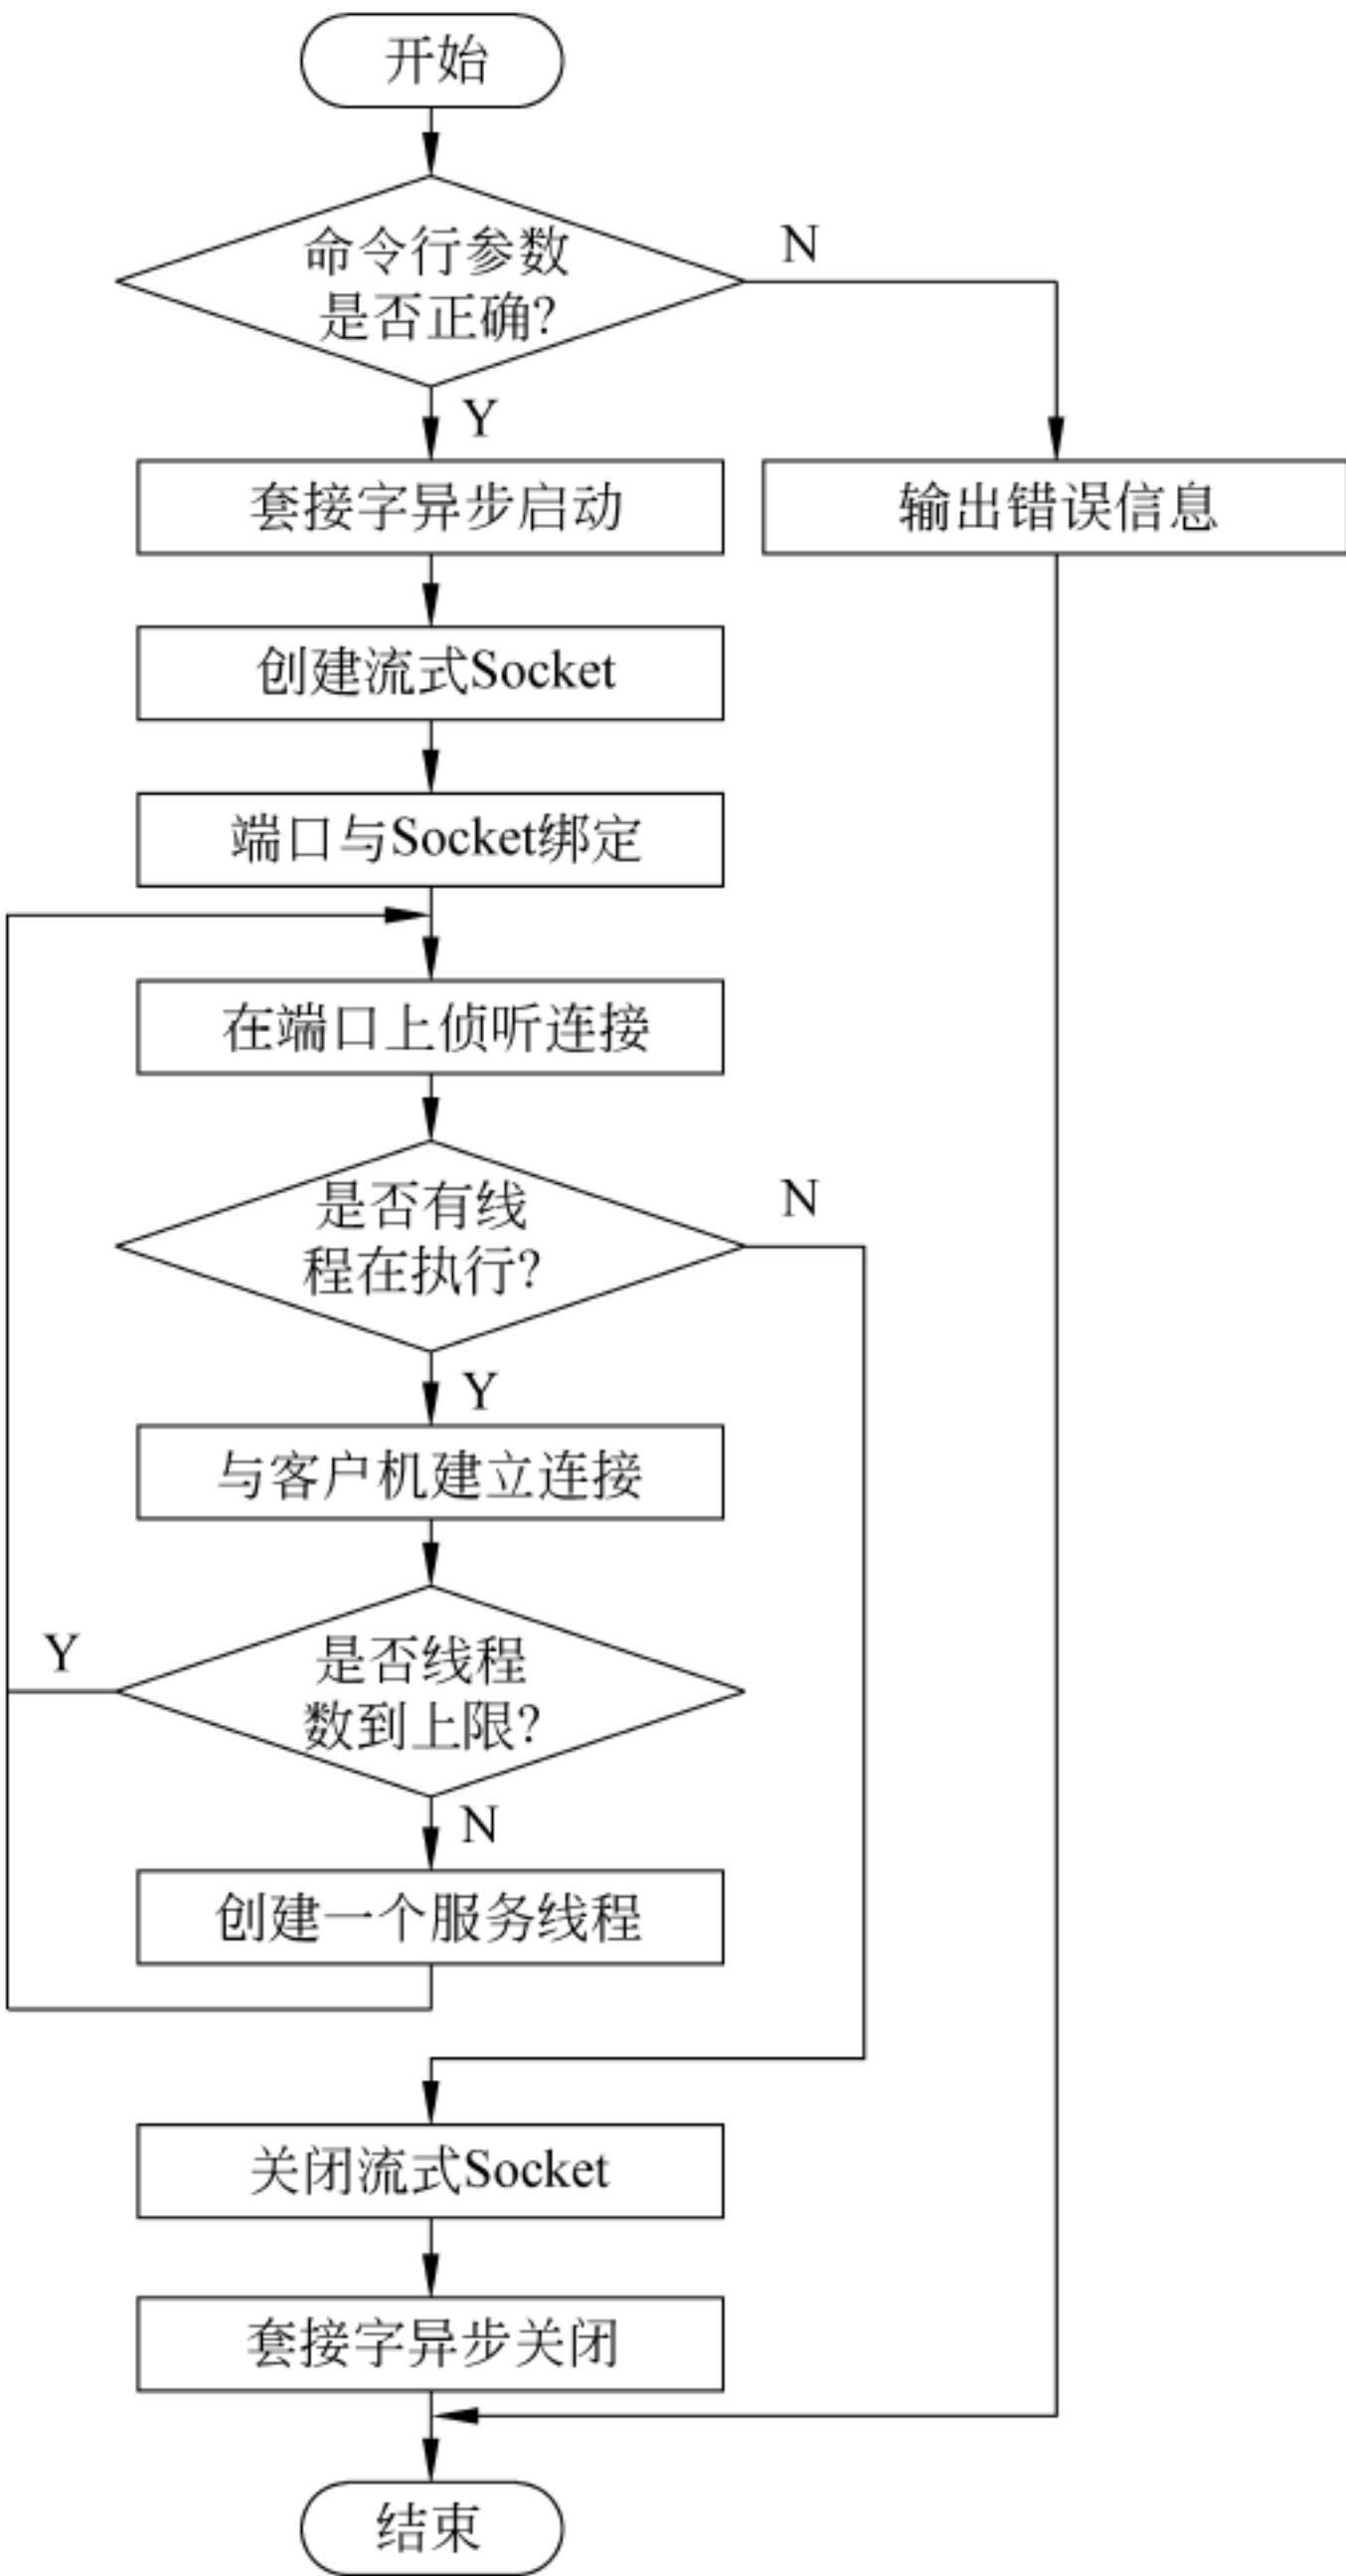 开始
命令行参数
是否正确?
N
Y
套接字异步启动
输出错误信息
创建流式Socket
端口与Socket绑定
在端口上侦听连接
是否有线
程在执行?
N
Y
与客户机建立连接
是否线程
数到上限?
Y
N
创建一个服务线程
关闭流式Socket
套接字异步关闭
结束